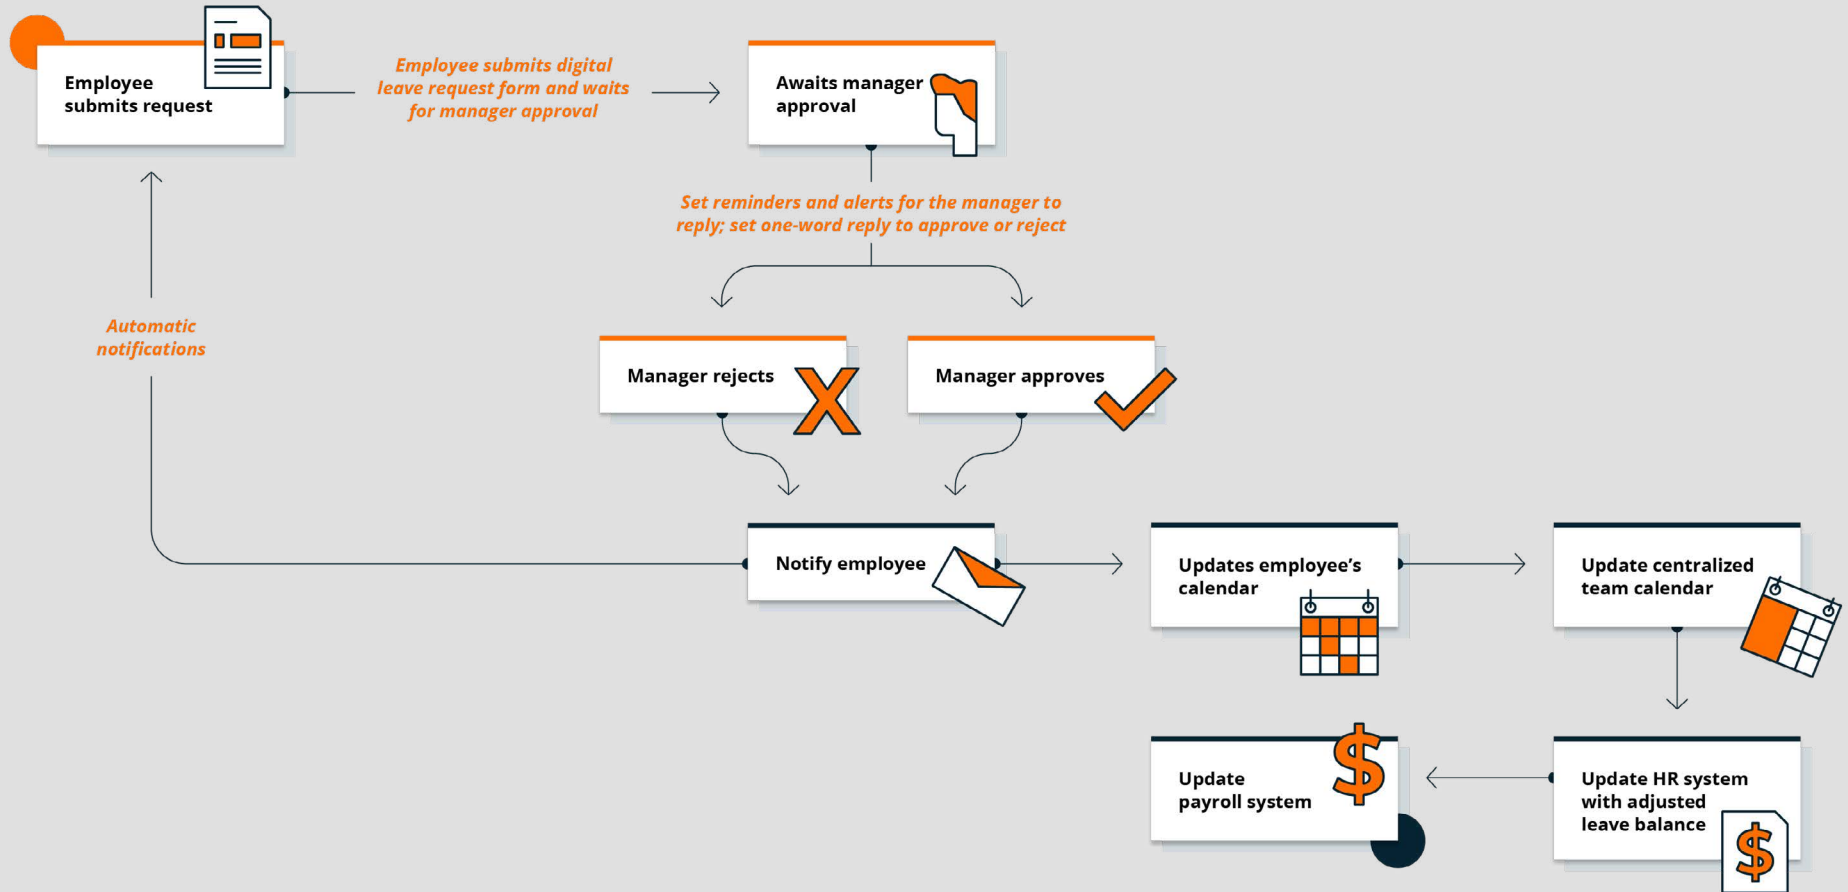 Employee
submits request
Employee submits digital
leave request form and waits
for manager approval
Awaits manager
approval
Set reminders and alerts for the manager to
reply; set one-word reply to approve or reject
Automatic
notifications
Manager rejects
X
Manager approves
Notify employee
Updates employee’s
calendar
Update centralized
team calendar
Update
payroll system
$
Update HR system
with adjusted
leave balance
$